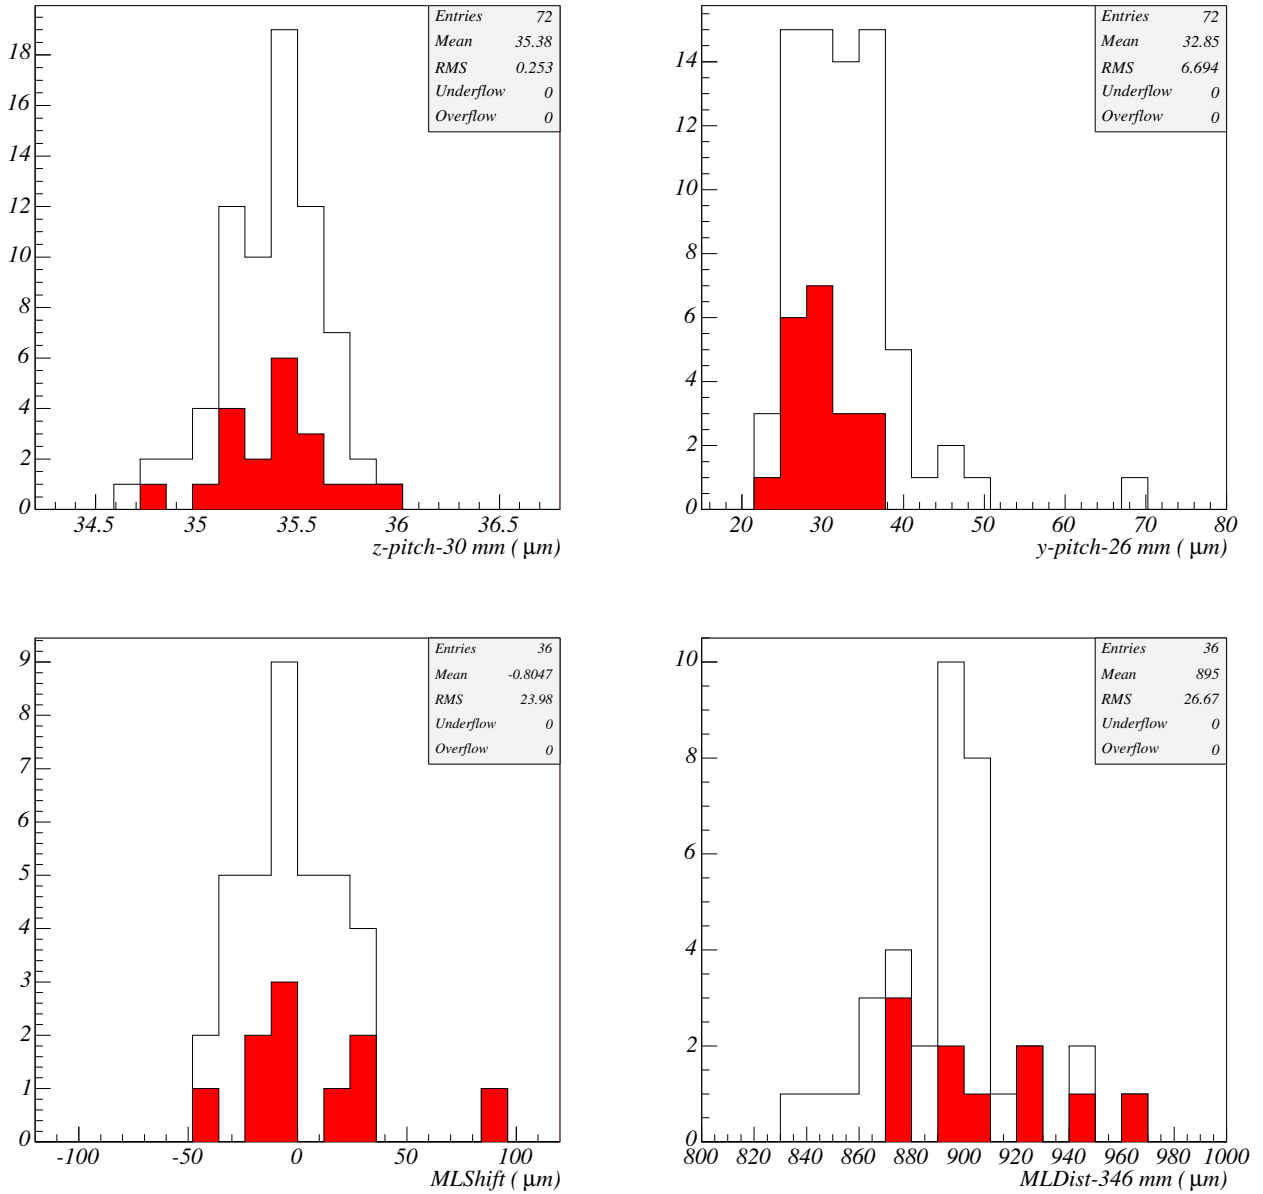 Entries 72
Mean 35.38
RMS 0.253
Underflow 0
Overflow 0
18
16
14
12
10
8
6
4
2
0
34.5 35 35.5 36 36.5
z-pitch-30 mm ( μm)
Entries 72
Mean 32.85
RMS 6.694
Underflow 0
Overflow 0
14
12
10
8
6
4
2
0
20 30 40 50 60 70 80
y-pitch-26 mm ( μm)
Entries 36
Mean -0.8047
RMS 23.98
Underflow 0
Overflow 0
9
8
7
6
5
4
3
2
1
0
-100 -50 0 50 100
MLShift ( μm)
Entries 36
Mean 895
RMS 26.67
Underflow 0
Overflow 0
10
8
6
4
2
0
800 820 840 860 880 900 920 940 960 980 1000
MLDist-346 mm ( μm)